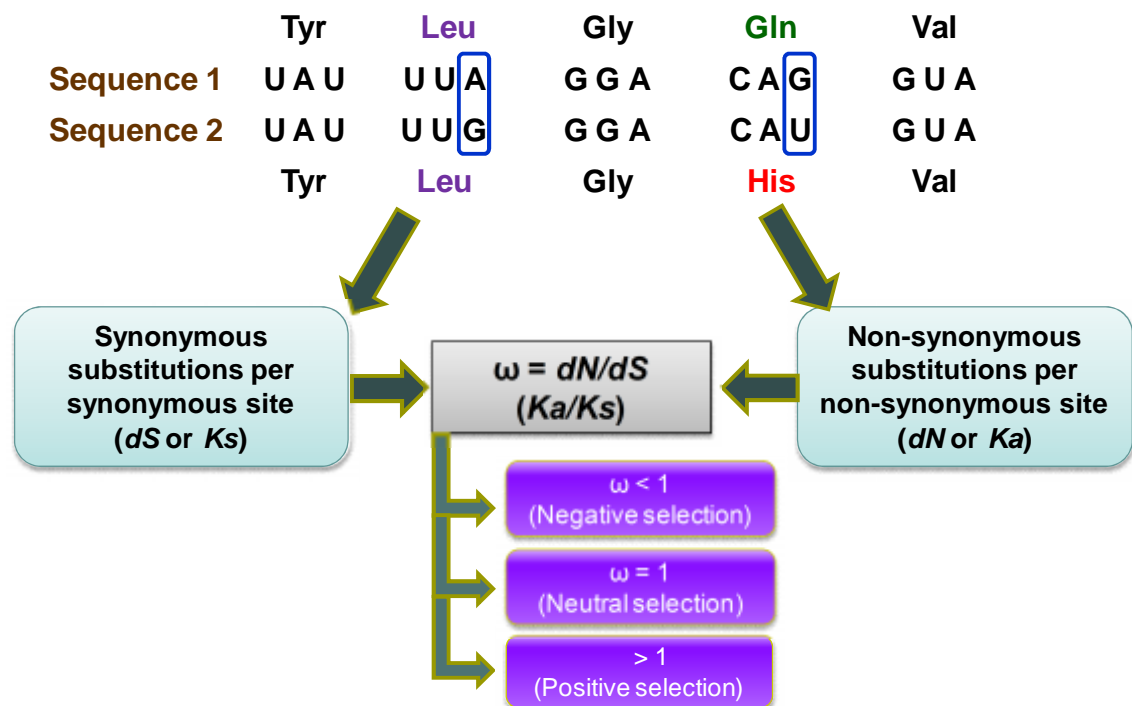 Tyr Leu Gly Gln Val
Sequence 1 U A U U U A G G A C A G G U A
Sequence 2 U A U U U G G G A C A U G U A
Tyr Leu Gly His Val
Synonymous
substitutions per
synonymous site
(dS or Ks)
ω = dN/dS
(Ka/Ks)
Non-synonymous
substitutions per
non-synonymous site
(dN or Ka)
ω < 1
(Negative selection)
ω = 1
(Neutral selection)
> 1
(Positive selection)